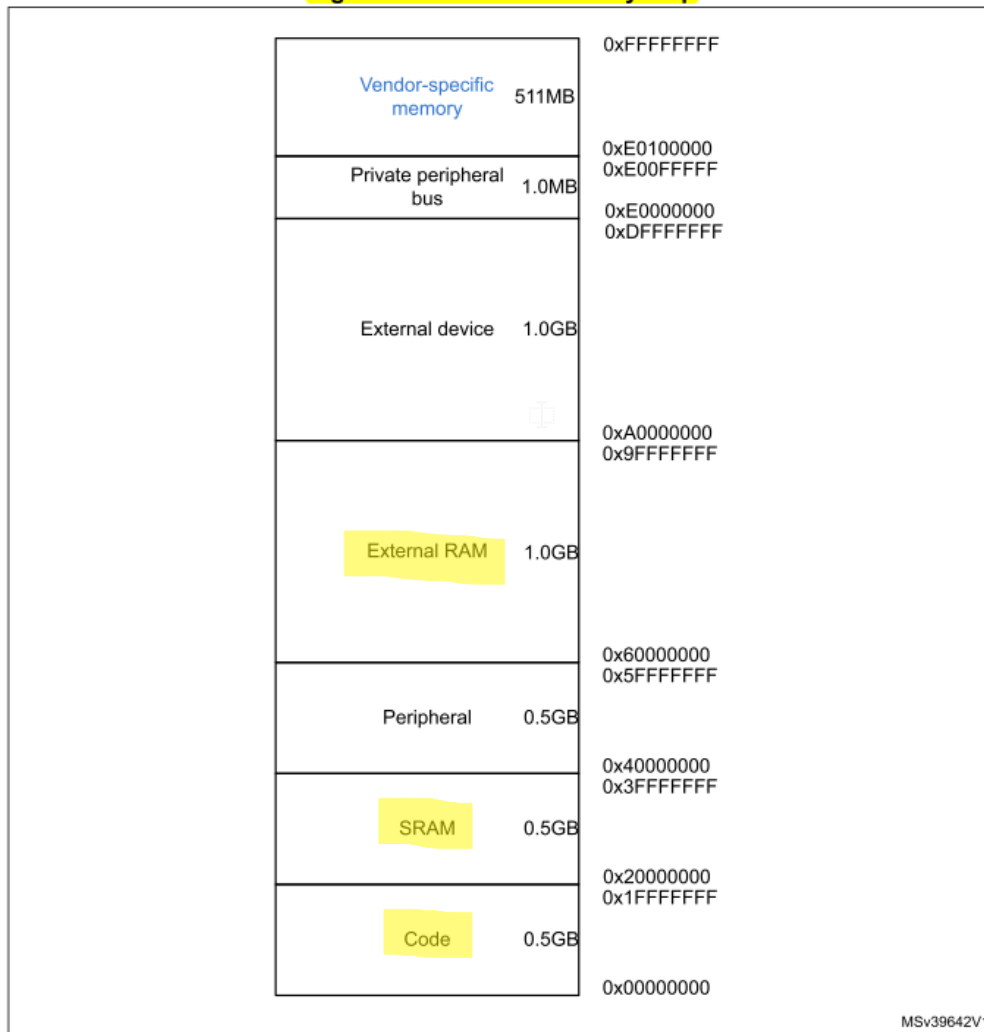 0xFFFFFFFF
Vendor-specific
memory
511MB
0xE0100000
0xE00FFFFF
Private peripheral
bus
1.0MB
0xE0000000
0xDFFFFFFF
External device 1.0GB
0xA0000000
0x9FFFFFFF
External RAM 1.0GB
0x60000000
0x5FFFFFFF
Peripheral 0.5GB
0x40000000
0x3FFFFFFF
SRAM 0.5GB
0x20000000
0x1FFFFFFF
Code 0.5GB
0x00000000
MSv39642V1